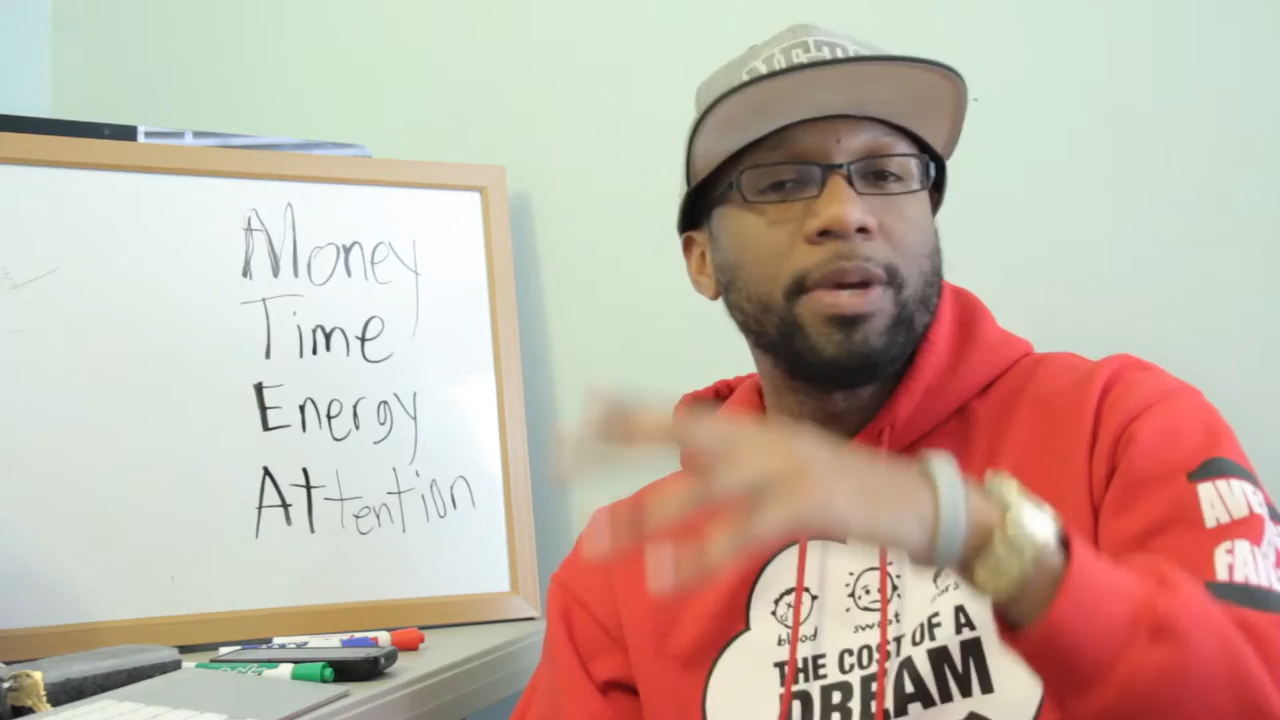 Money
Time
Energy
Attention
blood
sweat
THE COST OF A
DREAM